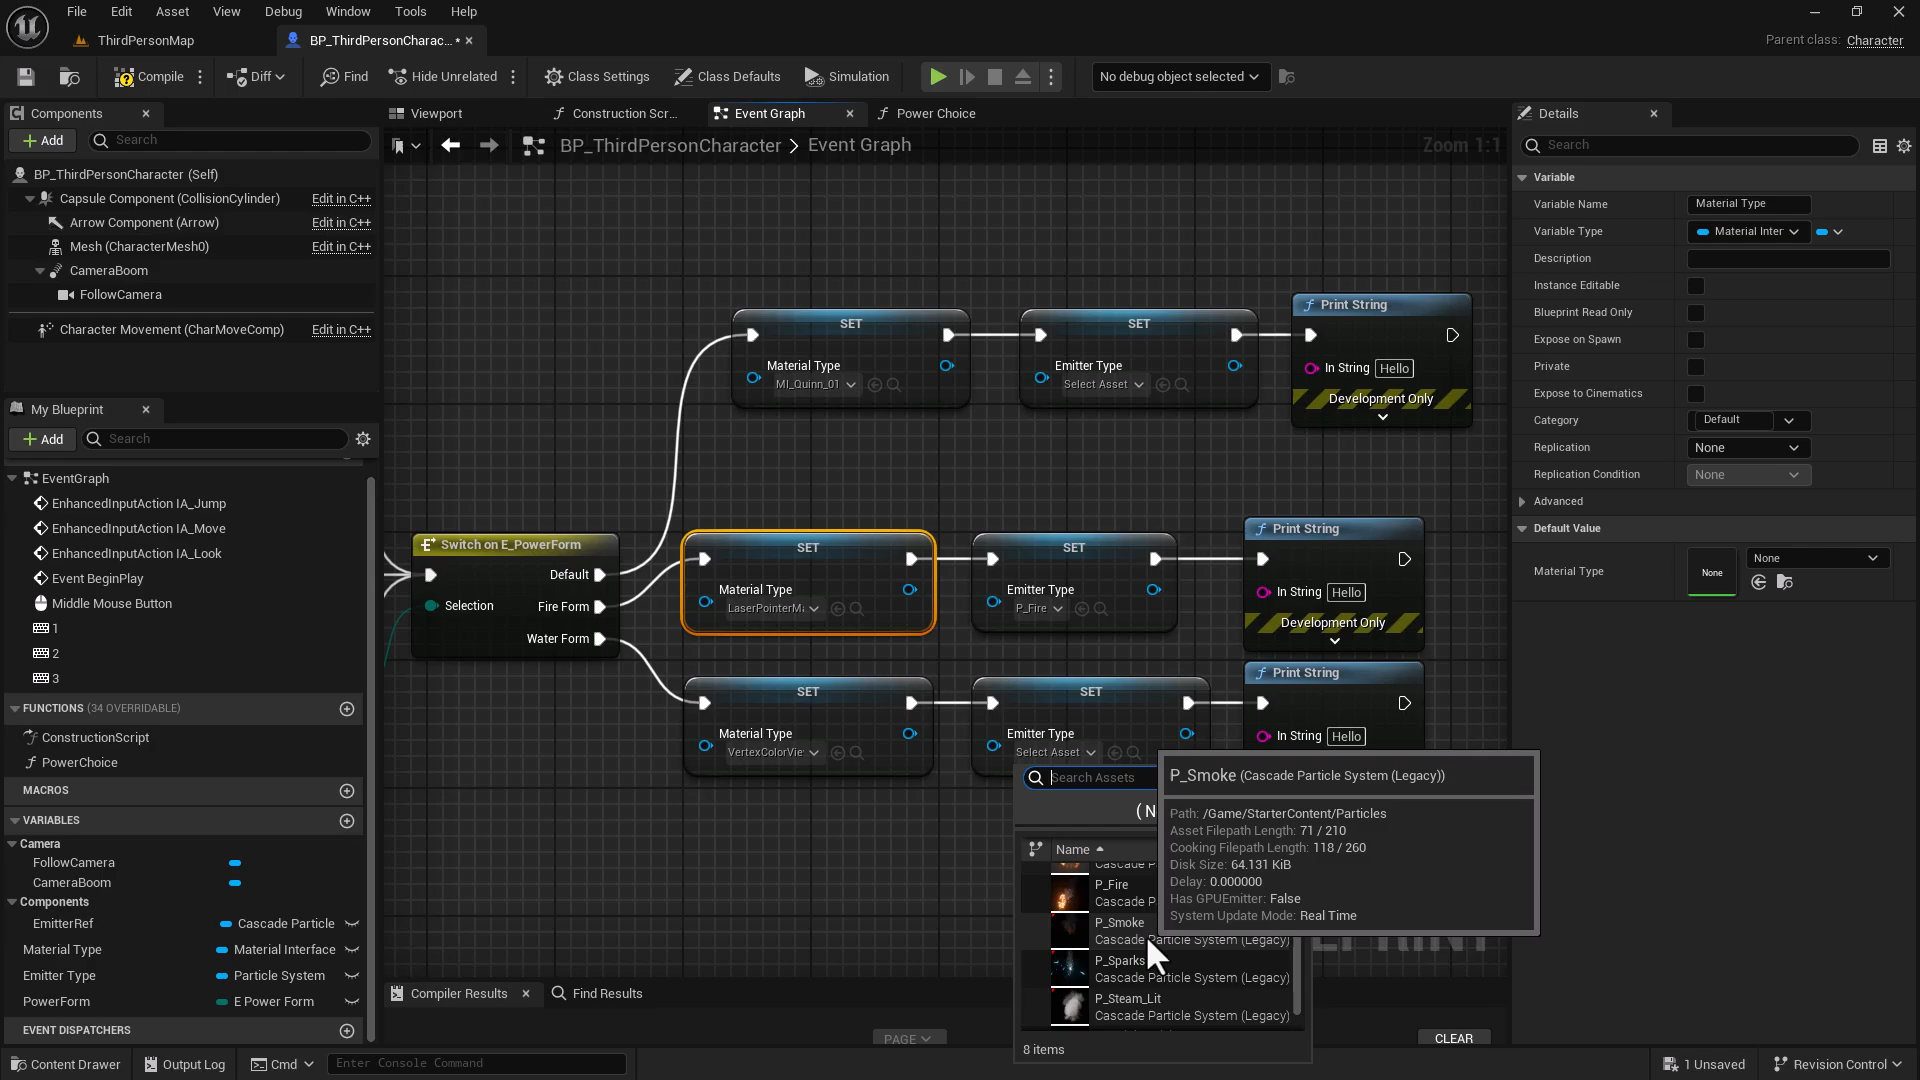 File Edit Asset View Debug Window Tools Help
ThirdPersonMap
BP_ThirdPersonCharac... *
Parent class: Character
Compile
Diff
Find
Hide Unrelated
Class Settings
Class Defaults
Simulation
No debug object selected
Components
Add
Search
BP_ThirdPersonCharacter (Self)
Capsule Component (CollisionCylinder) Edit in C++
Arrow Component (Arrow) Edit in C++
Mesh (CharacterMesh0) Edit in C++
CameraBoom
FollowCamera
Character Movement (CharMoveComp) Edit in C++
My Blueprint
Add
Search
EventGraph
EnhancedInputAction IA_Jump
EnhancedInputAction IA_Move
EnhancedInputAction IA_Look
Event BeginPlay
Middle Mouse Button
1
2
3
FUNCTIONS (34 OVERRIDABLE)
ConstructionScript
PowerChoice
MACROS
VARIABLES
Camera
FollowCamera
CameraBoom
Components
EmitterRef Cascade Particle
Material Type Material Interface
Emitter Type Particle System
PowerForm E Power Form
EVENT DISPATCHERS
Viewport
Construction Scr...
Event Graph
Power Choice
BP_ThirdPersonCharacter > Event Graph
Zoom 1:1
SET
Material Type
MI_Quinn_01
SET
Emitter Type
Select Asset
Print String
In String Hello
Development Only
Switch on E_PowerForm
Default
Selection
Fire Form
Water Form
SET
Material Type
LaserPointerMa
SET
Emitter Type
P_Fire
Print String
In String Hello
Development Only
SET
Material Type
VertexColorVie
SET
Emitter Type
Select Asset
Print String
In String Hello
Search Assets
( N
Name
Cascade P
P_Fire
Cascade P
P_Smoke
Cascade Particle System (Legacy)
P_Sparks
Cascade Particle System (Legacy)
P_Steam_Lit
Cascade Particle System (Legacy)
8 items
P_Smoke (Cascade Particle System (Legacy))
Path: /Game/StarterContent/Particles
Asset Filepath Length: 71 / 210
Cooking Filepath Length: 118 / 260
Disk Size: 64.131 KiB
Delay: 0.000000
Has GPUEmitter: False
System Update Mode: Real Time
Compiler Results
Find Results
PAGE
CLEAR
Details
Search
Variable
Variable Name Material Type
Variable Type Material Inter
Description
Instance Editable
Blueprint Read Only
Expose on Spawn
Private
Expose to Cinematics
Category Default
Replication None
Replication Condition None
Advanced
Default Value
Material Type None None
Content Drawer
Output Log
Cmd
Enter Console Command
1 Unsaved
Revision Control